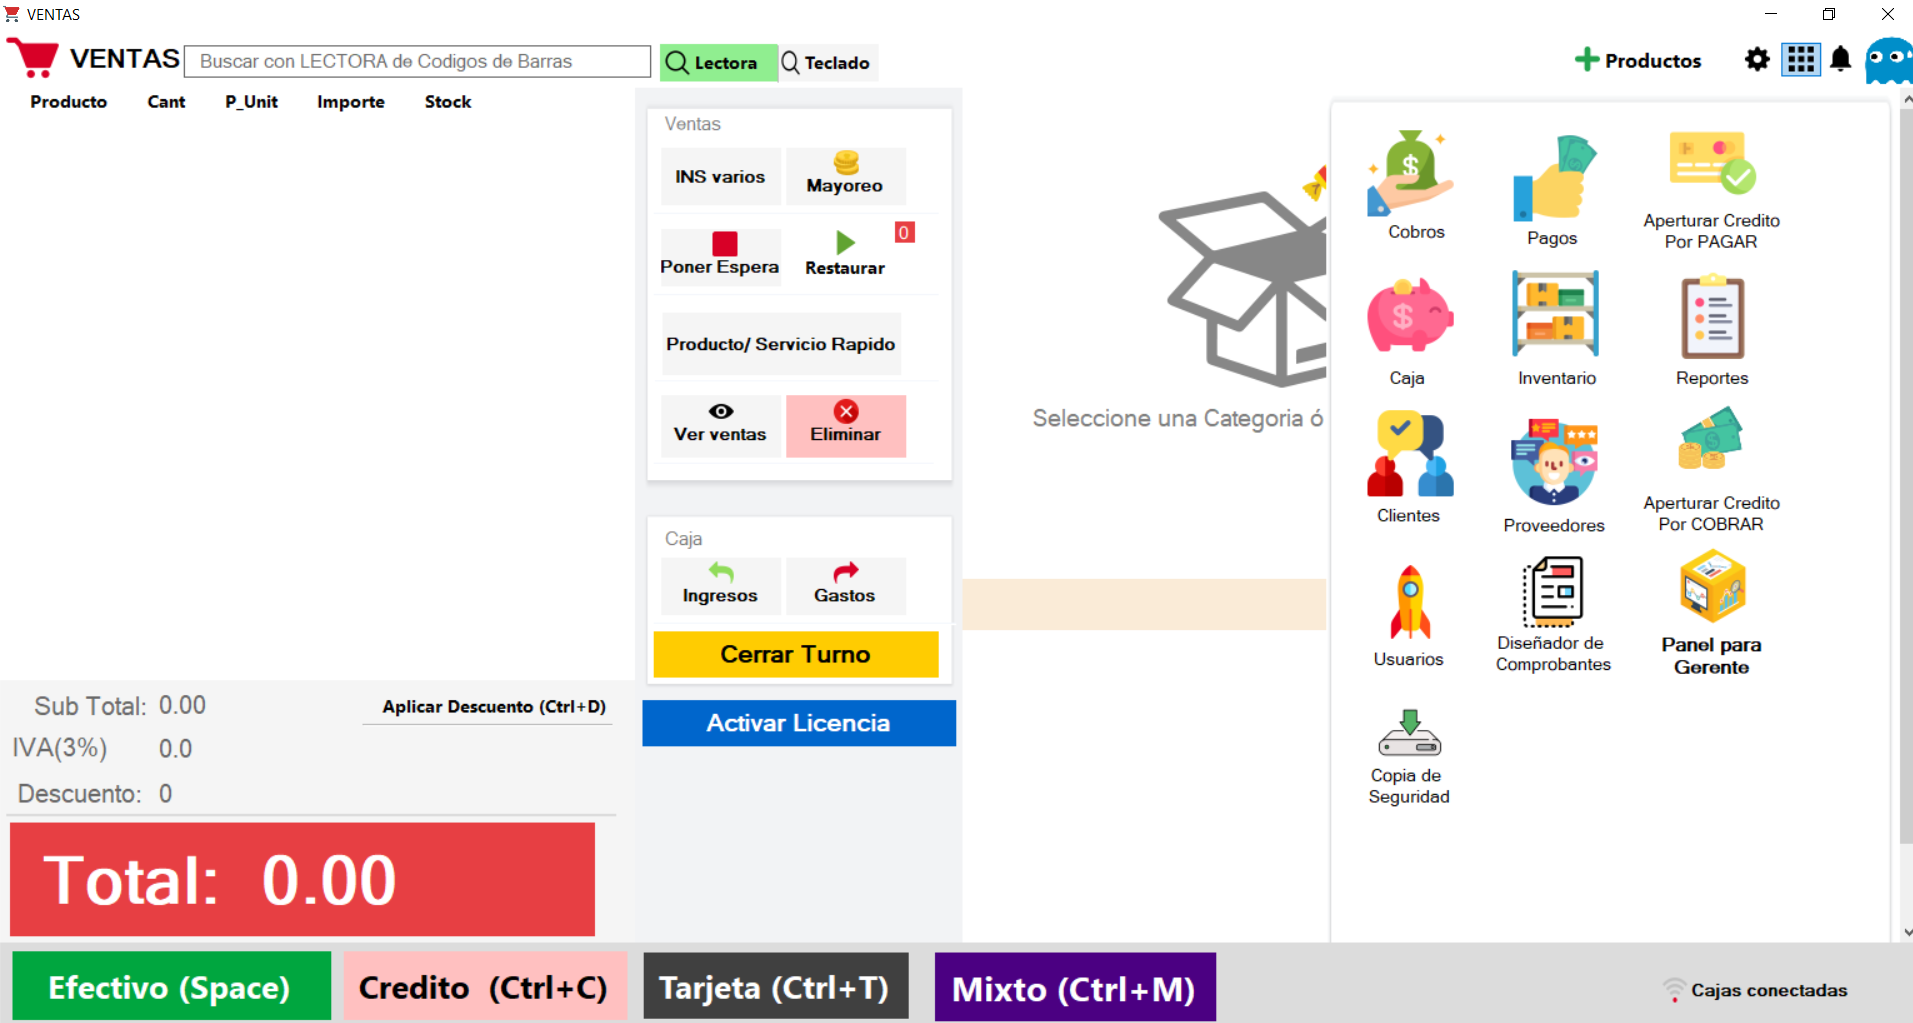 VENTAS
VENTAS
Buscar con LECTORA de Codigos de Barras
Lectora
Teclado
Productos
Producto Cant P_Unit Importe Stock
Ventas
INS varios
Mayoreo
Poner Espera
Restaurar
0
Producto/ Servicio Rapido
Ver ventas
Eliminar
Caja
Ingresos
Gastos
Cerrar Turno
Activar Licencia
Seleccione una Categoria ó
Cobros
Pagos
Aperturar Credito
Por PAGAR
Caja
Inventario
Reportes
Clientes
Proveedores
Aperturar Credito
Por COBRAR
Usuarios
Diseñador de
Comprobantes
Panel para
Gerente
Copia de
Seguridad
Sub Total: 0.00
Aplicar Descuento (Ctrl+D)
IVA(3%) 0.0
Descuento: 0
Total: 0.00
Efectivo (Space)
Credito (Ctrl+C)
Tarjeta (Ctrl+T)
Mixto (Ctrl+M)
Cajas conectadas